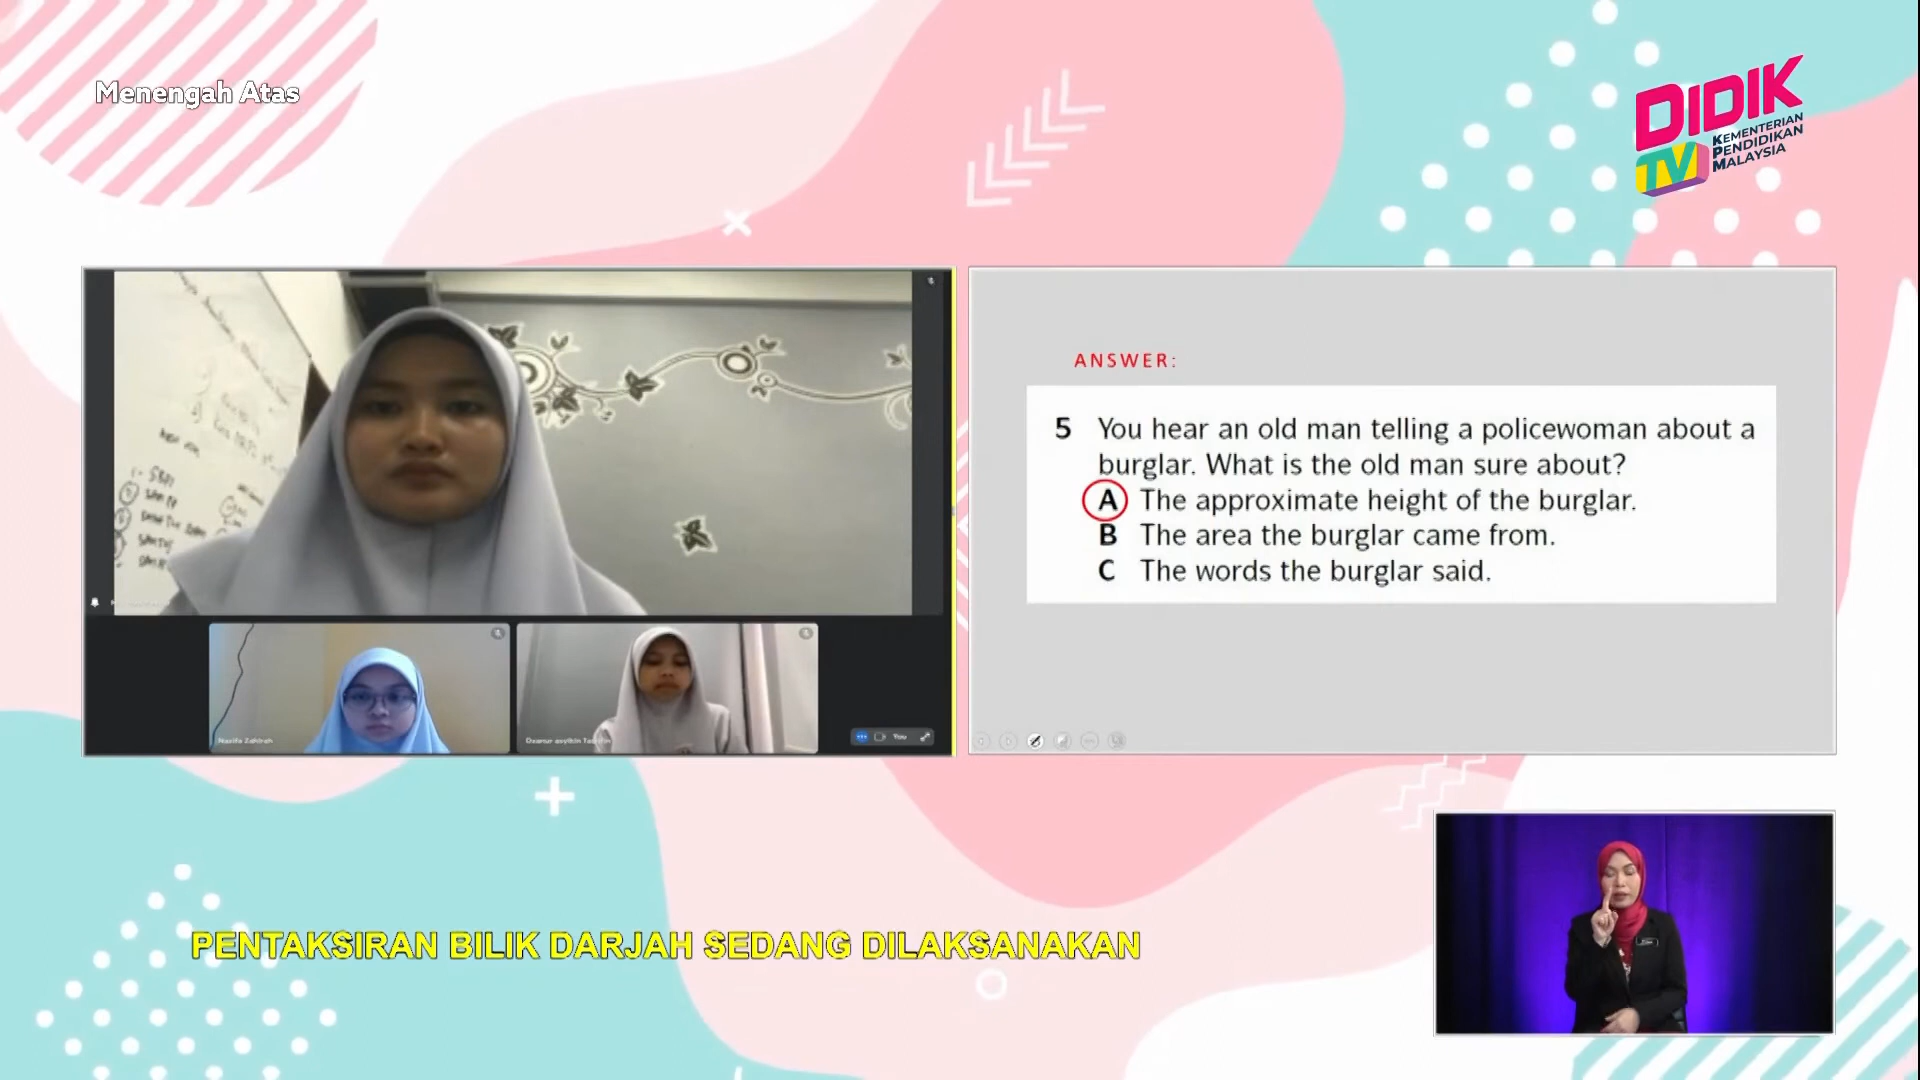 Menengah Atas
DIDIK
TV
KEMENTERIAN
PENDIDIKAN
MALAYSIA
ANSWER:
5 You hear an old man telling a policewoman about a
burglar. What is the old man sure about?
A The approximate height of the burglar.
B The area the burglar came from.
C The words the burglar said.
You
PENTAKSIRAN BILIK DARJAH SEDANG DILAKSANAKAN